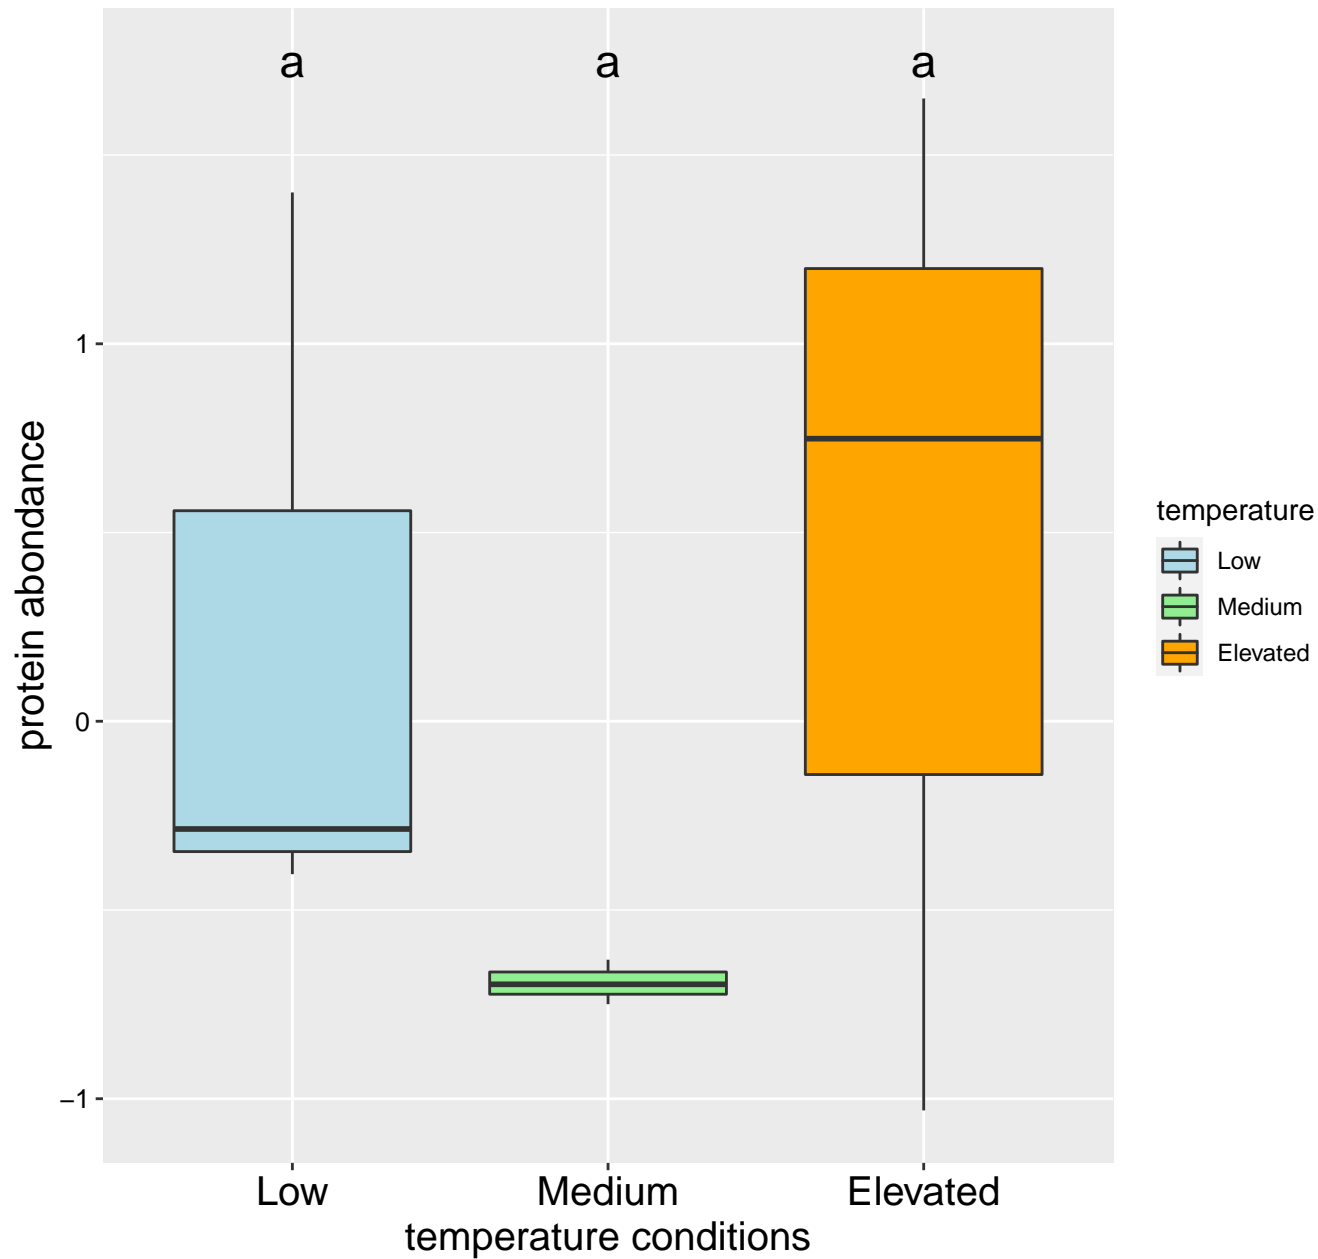 a a a
1
0
−1
protein abondance
Low Medium Elevated
temperature conditions
temperature
Low
Medium
Elevated